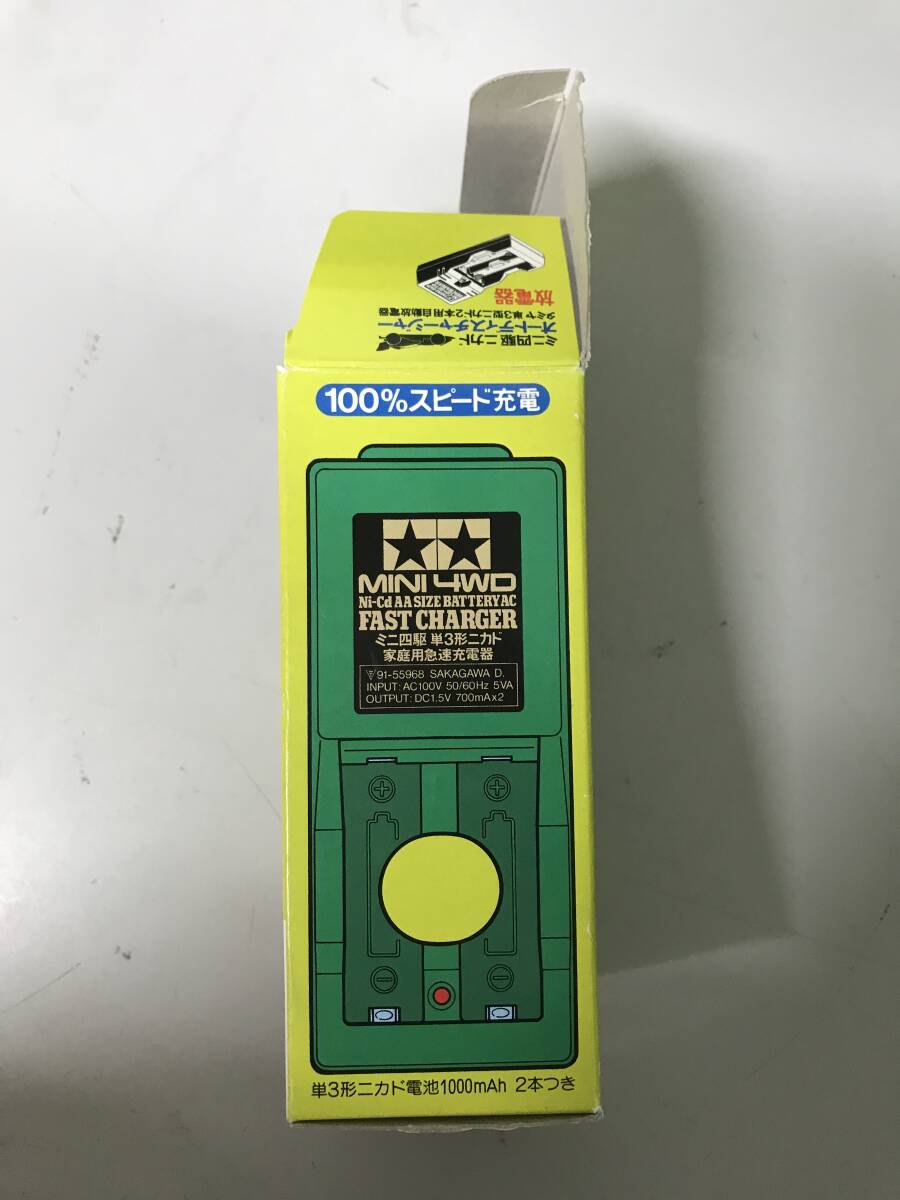 ミニ四駆ニカド
オートディスチャージャー
タミヤ 単3型ニカド2本用自動放電器
放電器
100%スピード充電
MINI 4WD
Ni-Cd AA SIZE BATTERY AC
FAST CHARGER
ミニ四駆 単3形ニカド
家庭用急速充電器
91-55968 SAKAGAWA D.
INPUT: AC100V 50/60Hz 5VA
OUTPUT: DC1.5V 700mA×2
単3形ニカド電池1000mAh 2本つき